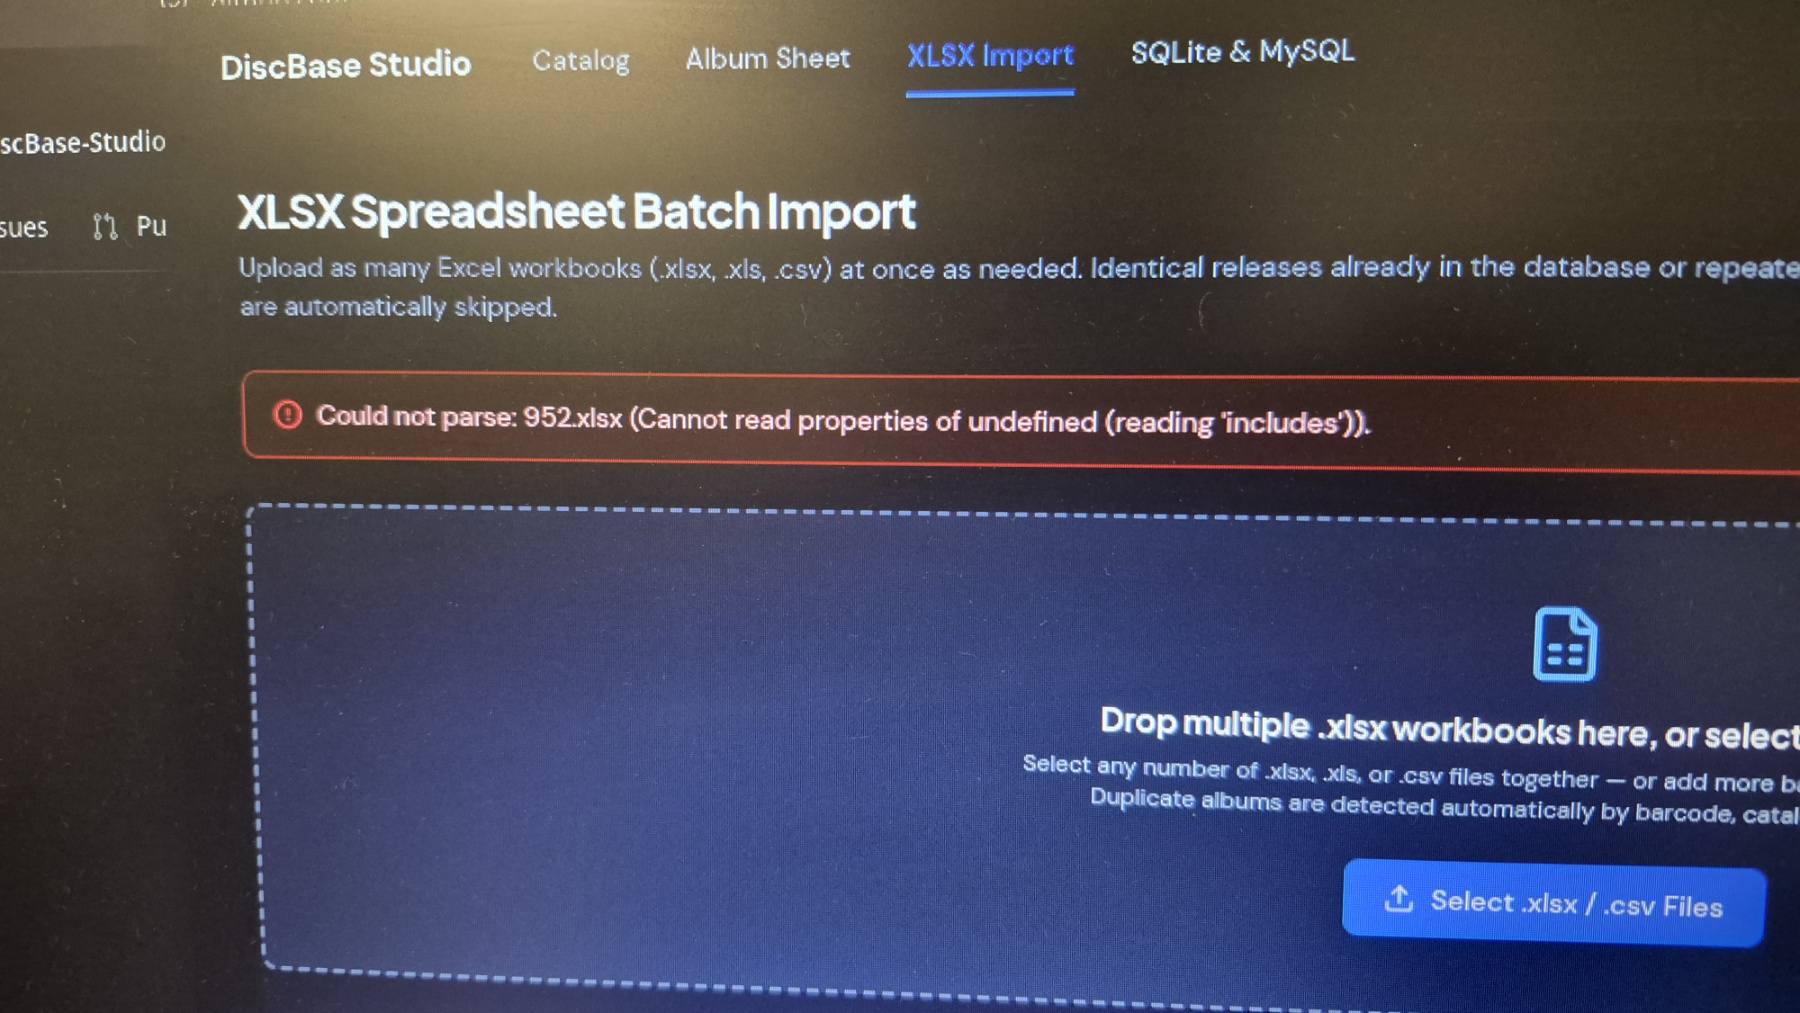 DiscBase Studio Catalog Album Sheet XLSX Import SQLite & MySQL
scBase-Studio
sues Pu
XLSX Spreadsheet Batch Import
Upload as many Excel workbooks (.xlsx, .xls, .csv) at once as needed. Identical releases already in the database or repeate
are automatically skipped.
Could not parse: 952.xlsx (Cannot read properties of undefined (reading 'includes')).
Drop multiple .xlsx workbooks here, or select
Select any number of .xlsx, .xls, or .csv files together — or add more ba
Duplicate albums are detected automatically by barcode, catal
Select .xlsx / .csv Files